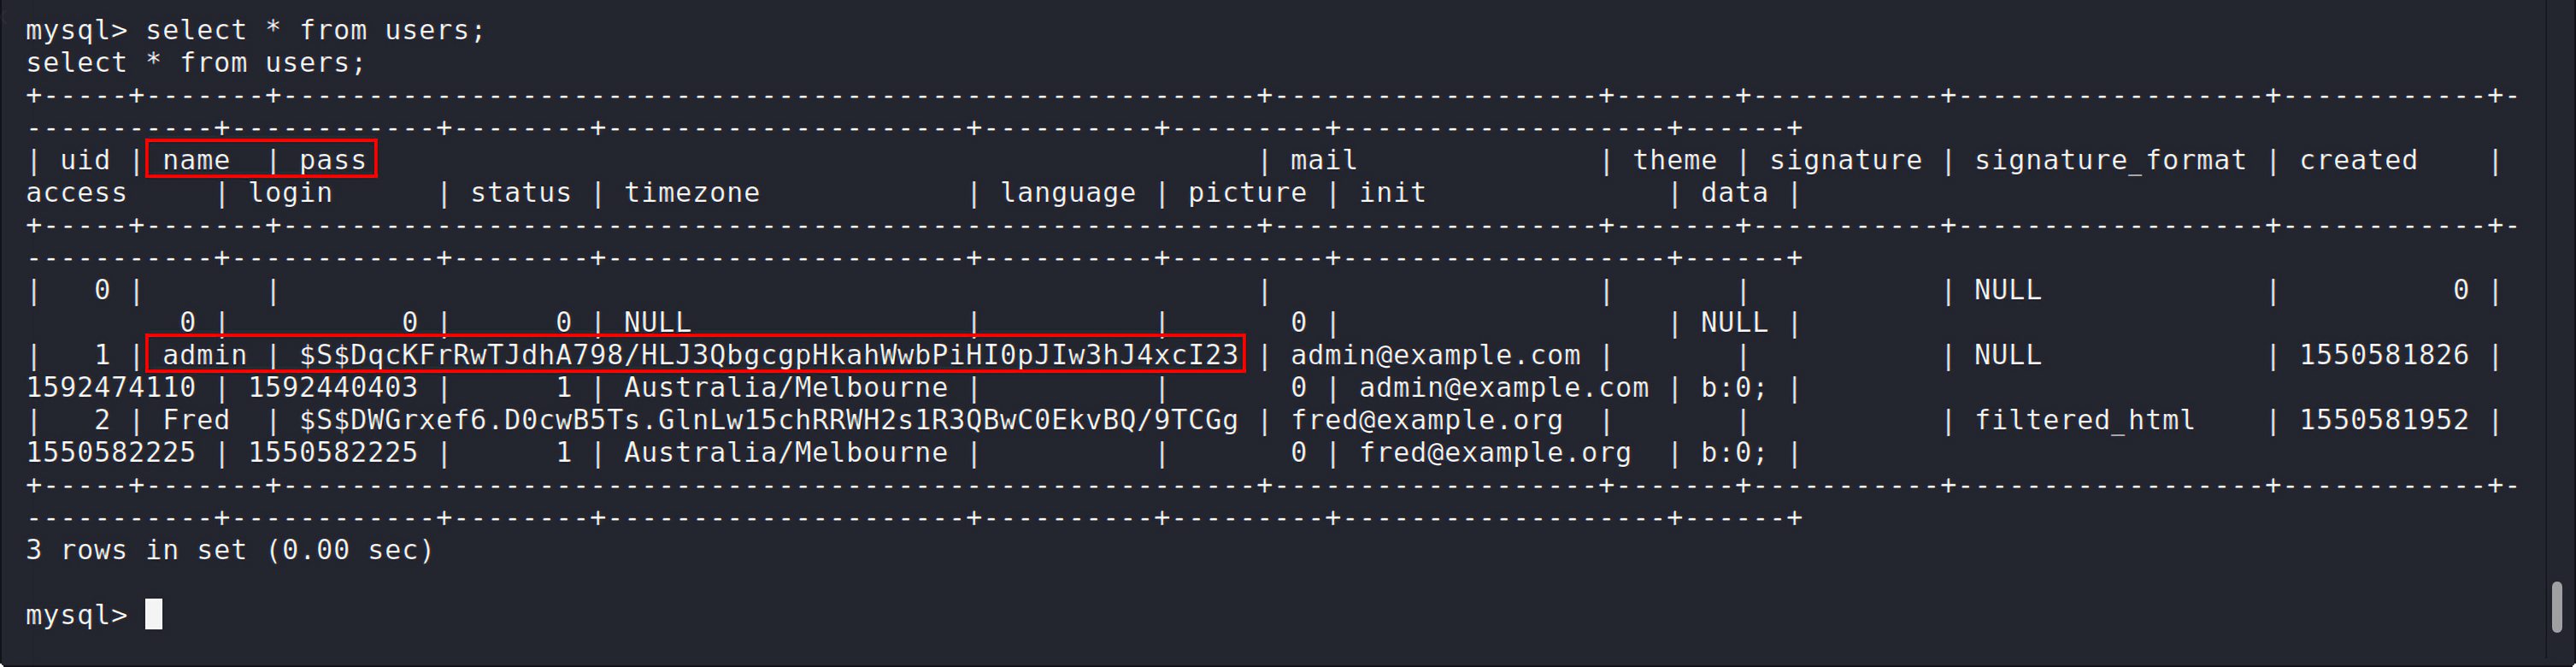 mysql> select * from users;
select * from users;
+-----+-------+---------------------------------------------------------+-------------------+-------+-----------+------------------+------------+-
-----------+------------+--------+---------------------+----------+---------+-------------------+------+
| uid | name  | pass                                                    | mail              | theme | signature | signature_format | created    |
access     | login      | status | timezone            | language | picture | init              | data |
+-----+-------+---------------------------------------------------------+-------------------+-------+-----------+------------------+------------+-
-----------+------------+--------+---------------------+----------+---------+-------------------+------+
|   0 |       |                                                         |                   |       |           | NULL             |          0 |
         0 |          0 |      0 | NULL                |          |       0 |                   | NULL |
|   1 | admin | $S$DqcKFrRwTJdhA798/HLJ3QbgcgpHkahWwbPiHI0pJIw3hJ4xcI23 | admin@example.com |       |           | NULL             | 1550581826 |
1592474110 | 1592440403 |      1 | Australia/Melbourne |          |       0 | admin@example.com | b:0; |
|   2 | Fred  | $S$DWGrxef6.D0cwB5Ts.GlnLw15chRRWH2s1R3QBwC0EkvBQ/9TCGg | fred@example.org  |       |           | filtered_html    | 1550581952 |
1550582225 | 1550582225 |      1 | Australia/Melbourne |          |       0 | fred@example.org  | b:0; |
+-----+-------+---------------------------------------------------------+-------------------+-------+-----------+------------------+------------+-
-----------+------------+--------+---------------------+----------+---------+-------------------+------+
3 rows in set (0.00 sec)
mysql>